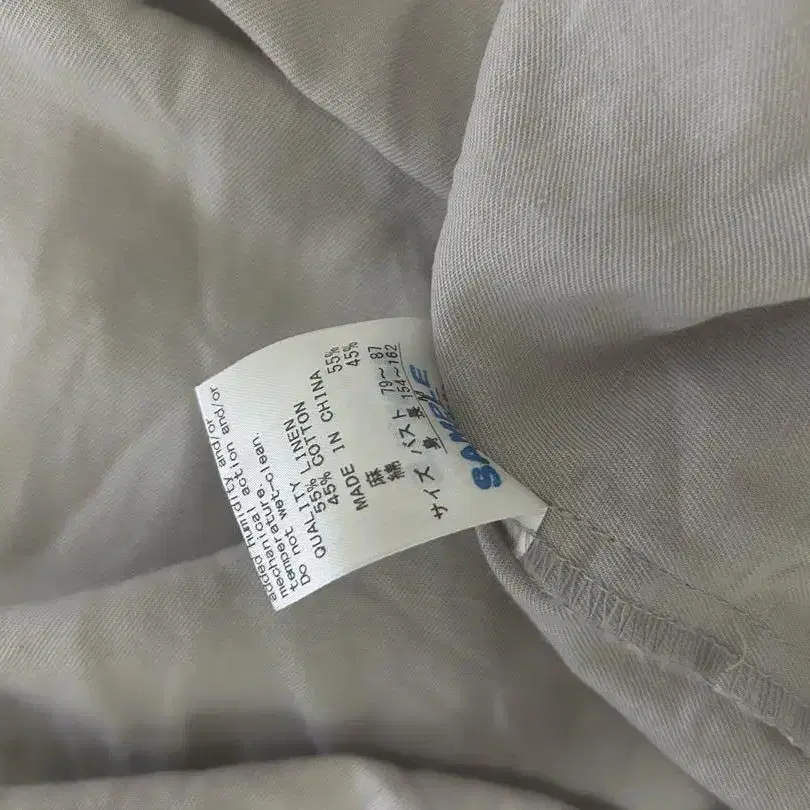 added humidity and/or
mechanical action and/or
temperature.
Do not wet-clean.
QUALITY LINEN
55% COTTON
45%
MADE IN CHINA
麻 55%
綿 45%
サイズ バスト 79~ 87
身 長 154~162
SAMPLE